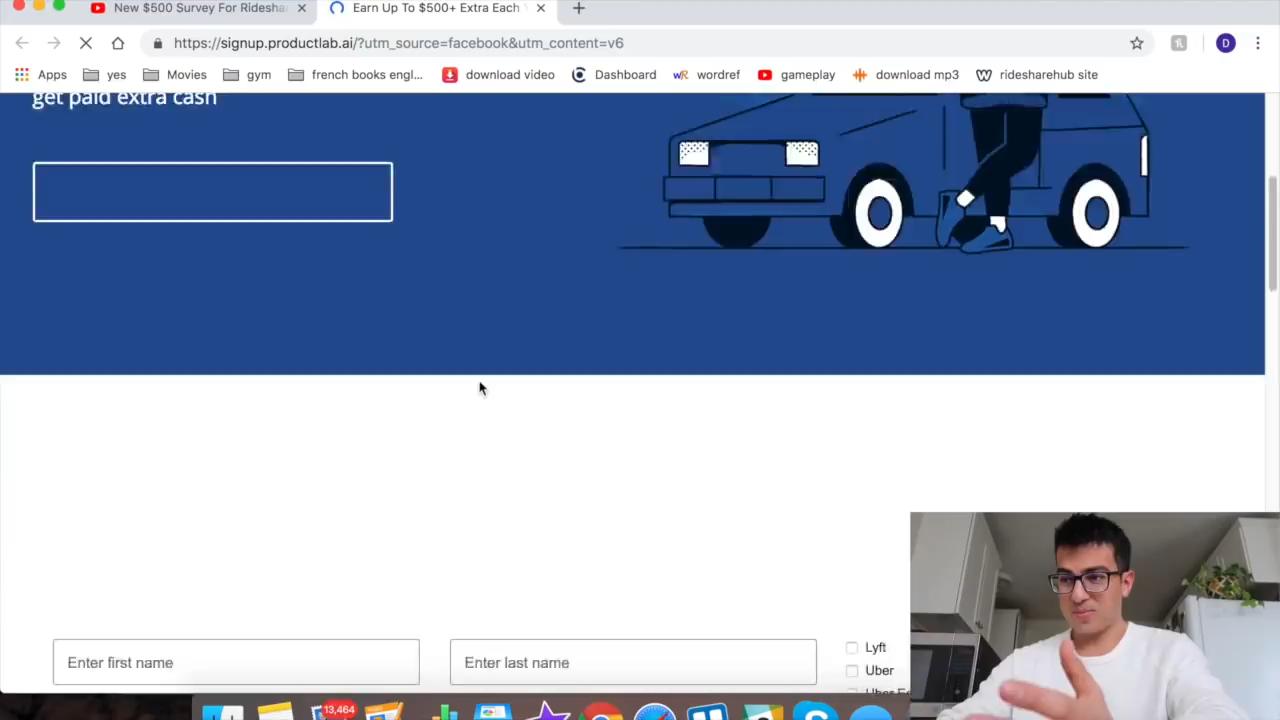 New $500 Survey For Ridesha
Earn Up To $500+ Extra Each
https://signup.productlab.ai/?utm_source=facebook&utm_content=v6
D
Apps
yes
Movies
gym
french books engl...
download video
Dashboard
wordref
gameplay
download mp3
ridesharehub site
get paid extra cash
Enter first name
Enter last name
Lyft
Uber
13,464